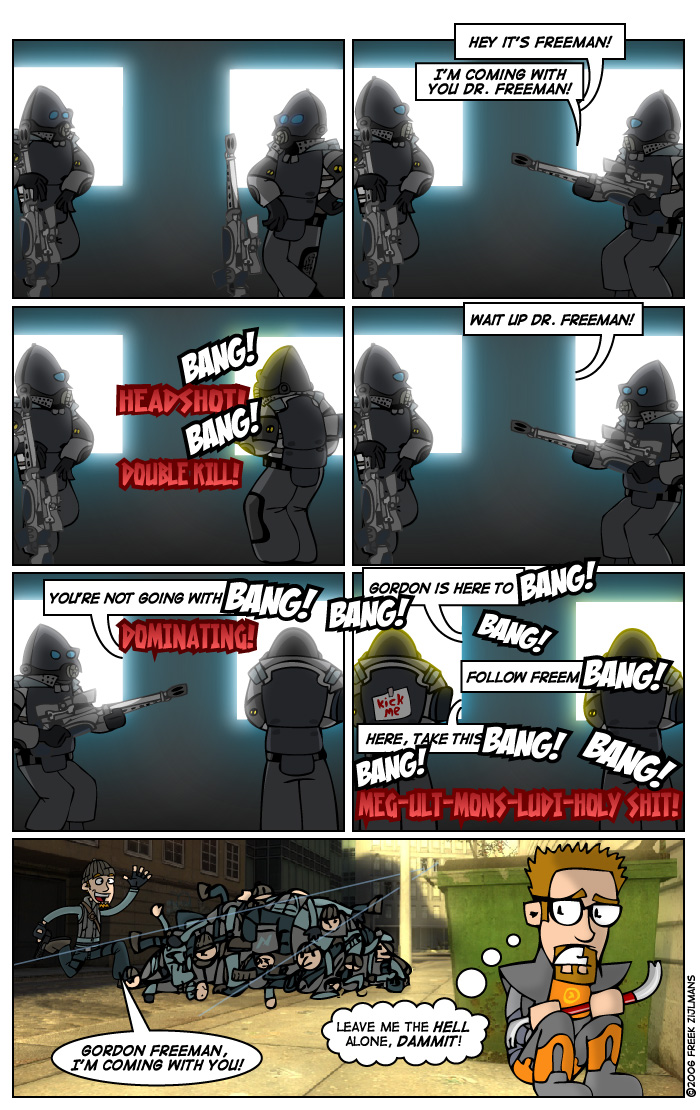 HEY IT'S FREEMAN!
I'M COMING WITH
YOU DR. FREEMAN!
BANG!
HEADSHOT!
BANG!
DOUBLE KILL!
WAIT UP DR. FREEMAN!
YOU'RE NOT GOING WITH
BANG!
DOMINATING!
GORDON IS HERE TO
BANG!
BANG!
BANG!
FOLLOW FREEM
BANG!
kick
me
HERE, TAKE THIS
BANG!
BANG!
BANG!
MEG-ULT-MONS-LUDI-HOLY SHIT!
GORDON FREEMAN,
I'M COMING WITH YOU!
LEAVE ME THE HELL
ALONE, DAMMIT!
©2006 FREEK ZIJLMANS